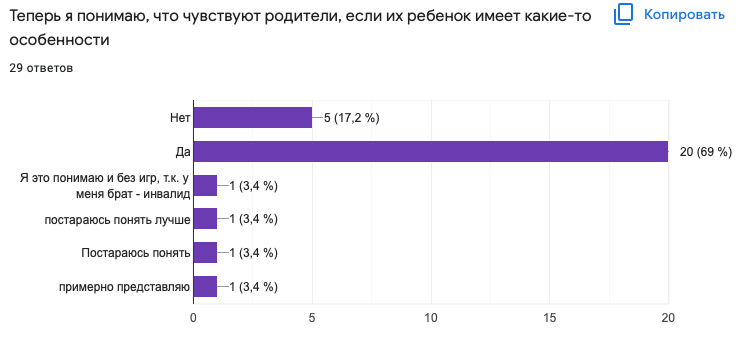 Теперь я понимаю, что чувствуют родители, если их ребенок имеет какие-то
особенности
Копировать
29 ответов
Нет
5 (17,2 %)
Да
20 (69 %)
Я это понимаю и без игр, т.к. у
меня брат - инвалид
1 (3,4 %)
постараюсь понять лучше
1 (3,4 %)
Постараюсь понять
1 (3,4 %)
примерно представляю
1 (3,4 %)
0
5
10
15
20